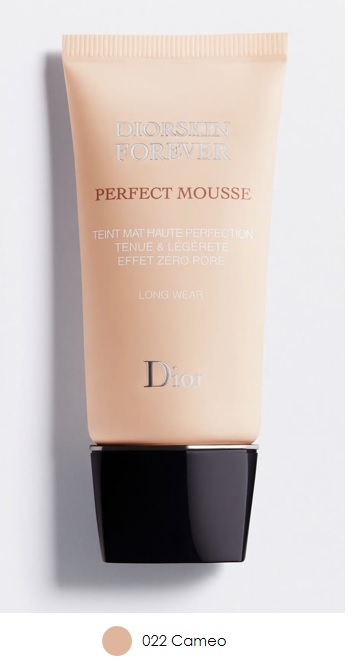 DIORSKIN
FOREVER
PERFECT MOUSSE
TEINT MAT HAUTE PERFECTION
TENUE & LÉGÈRETÉ
EFFET ZÉRO PORE
LONG WEAR
Dior
022 Cameo